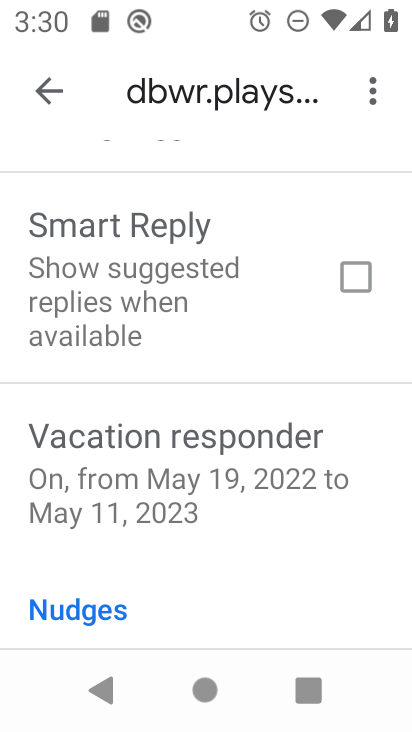 3:30
dbwr.plays...
Smart Reply
Show suggested
replies when
available
Vacation responder
On, from May 19, 2022 to
May 11, 2023
Nudges